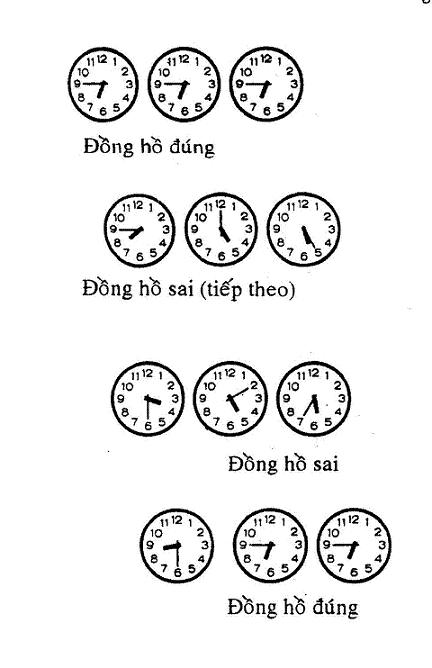 Đồng hồ đúng
Đồng hồ sai (tiếp theo)
Đồng hồ sai
Đồng hồ đúng